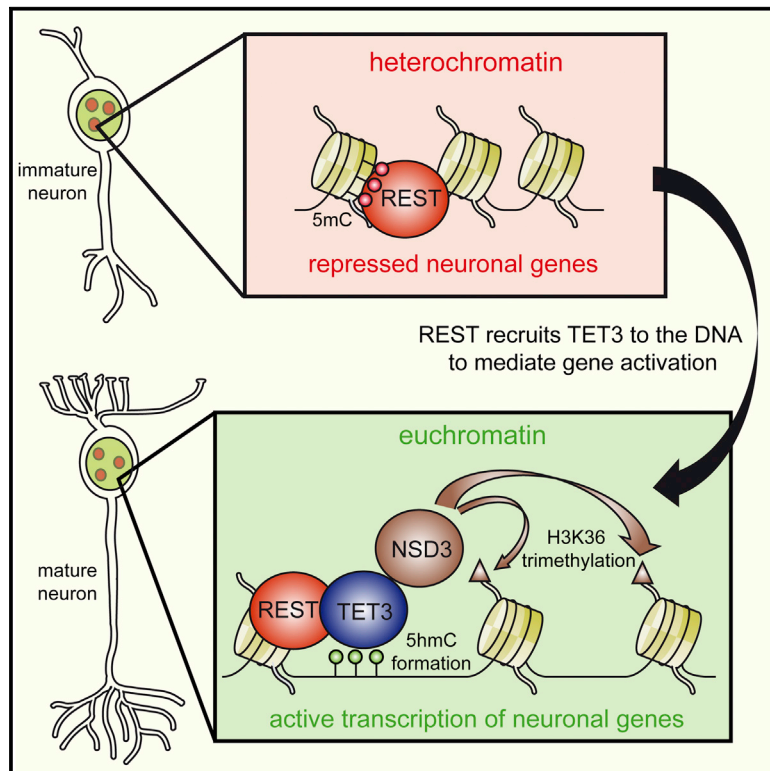 heterochromatin
immature
neuron
REST
5mC
repressed neuronal genes
REST recruits TET3 to the DNA
to mediate gene activation
euchromatin
mature
neuron
NSD3
H3K36
trimethylation
REST
TET3
5hmC
formation
active transcription of neuronal genes